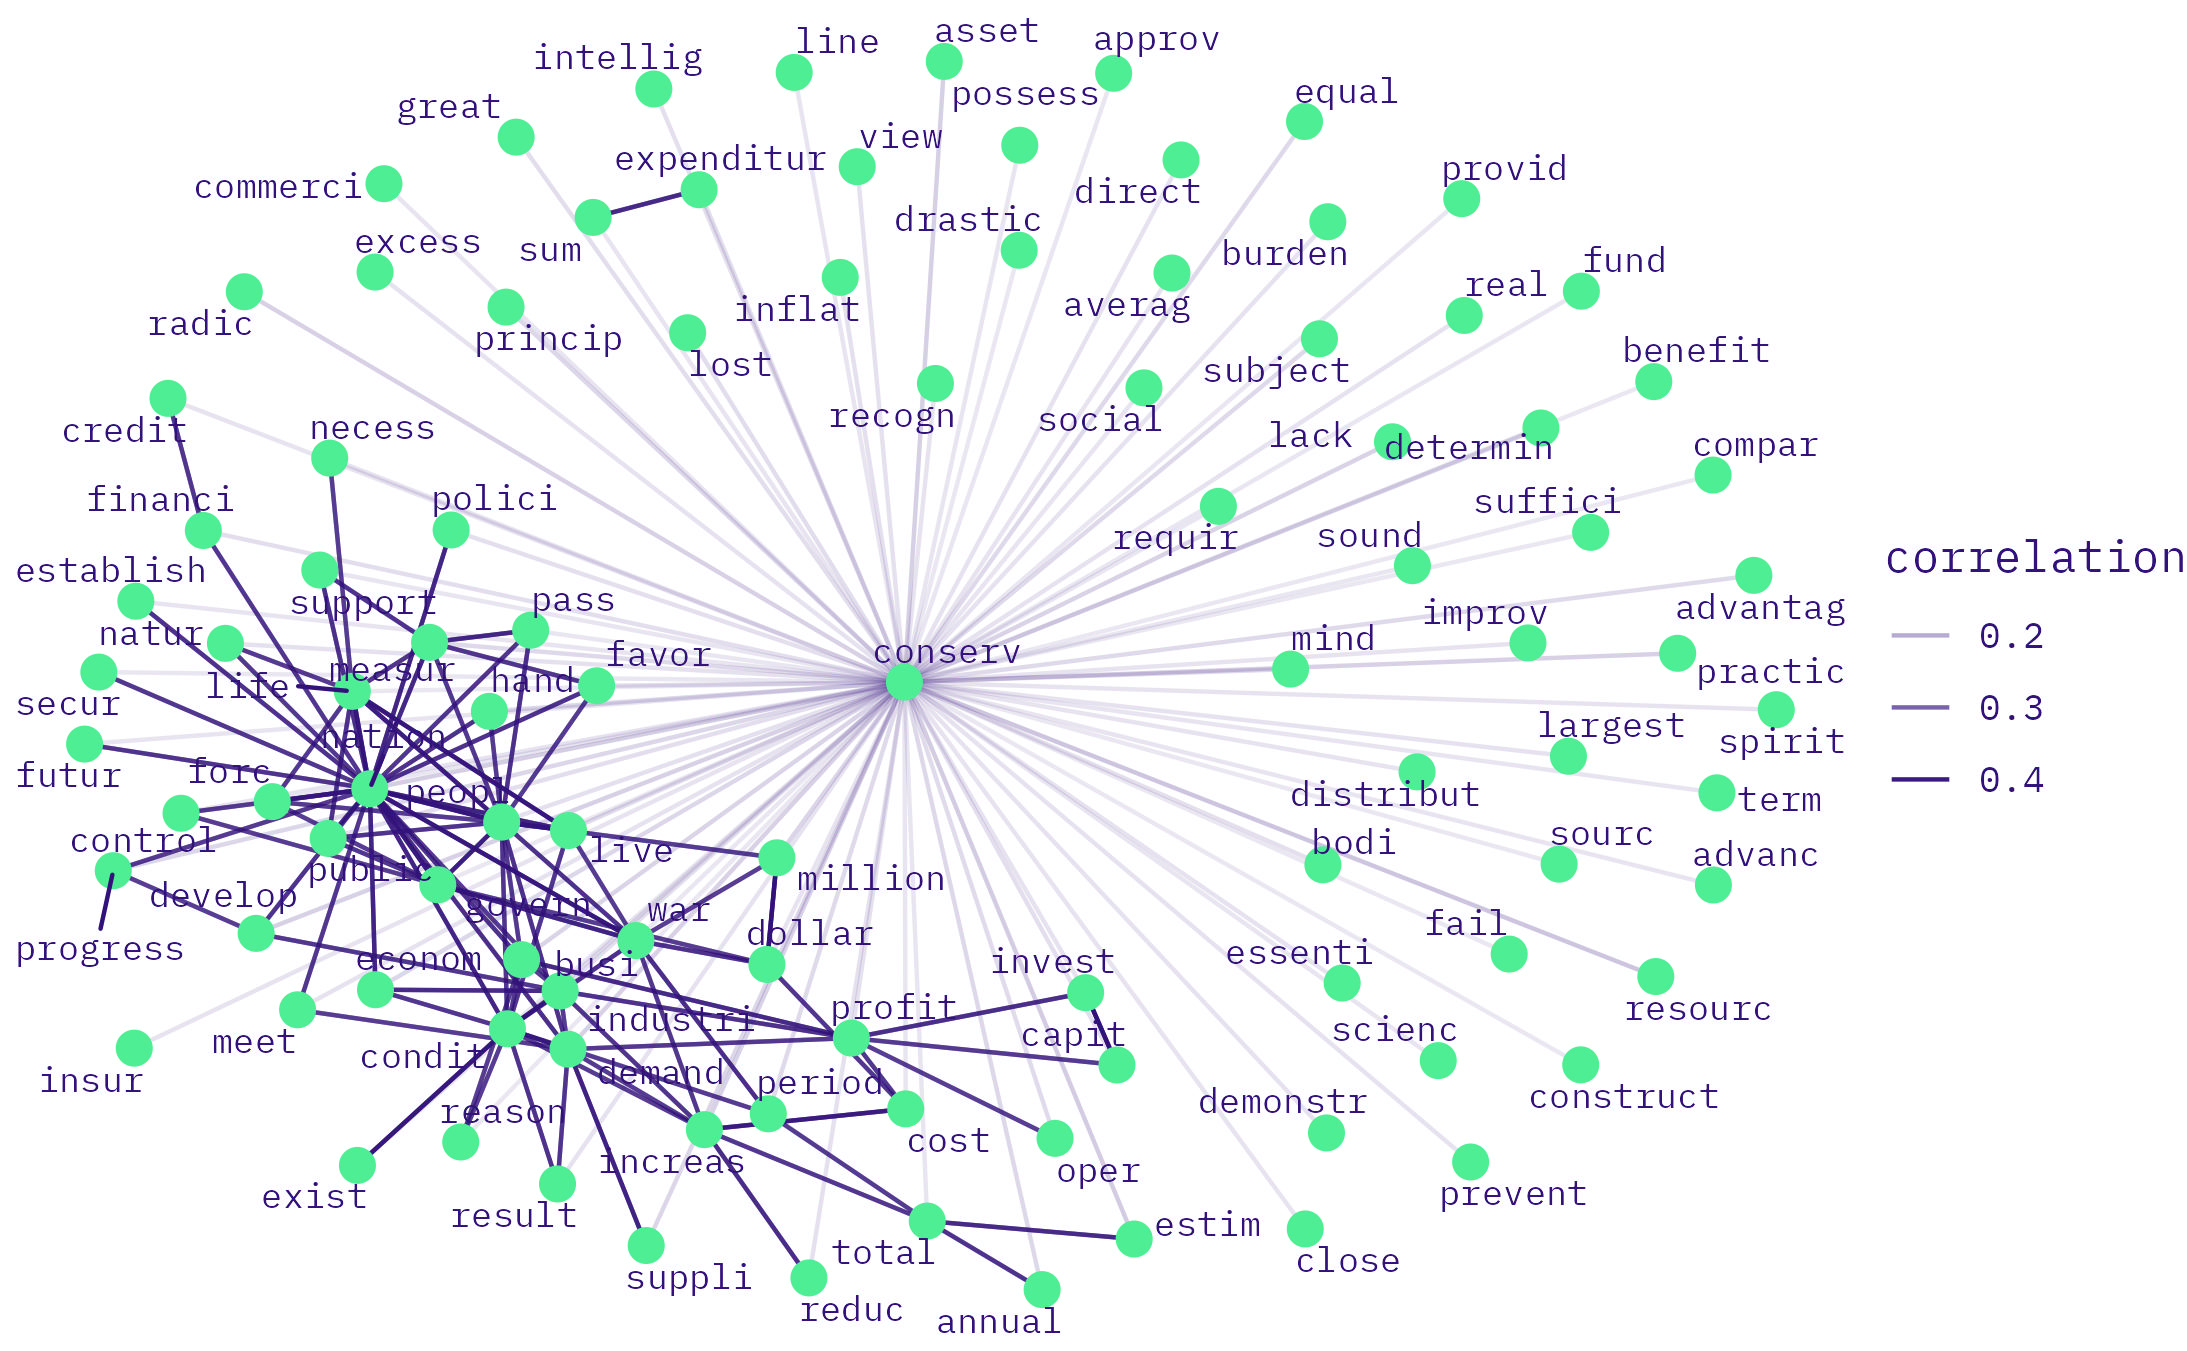 asset
approv
line
intellig
equal
possess
great
view
expenditur
provid
commerci
direct
drastic
excess
sum
burden
fund
real
averag
inflat
radic
princip
benefit
lost
subject
recogn
social
credit
necess
lack
determin
compar
financi
polici
suffici
sound
requir
correlation
establish
support
pass
advantag
improv
natur
mind
0.2
conserv
favor
measur
practic
hand
life
secur
0.3
largest
nation
spirit
futur
forc
0.4
peopl
distribut
term
control
sourc
bodi
live
advanc
public
million
develop
govern
war
fail
dollar
progress
econom
busi
invest
essenti
profit
resourc
industri
scienc
capit
meet
condit
demand
insur
period
construct
demonstr
reason
cost
increas
oper
exist
prevent
result
estim
total
close
suppli
reduc
annual